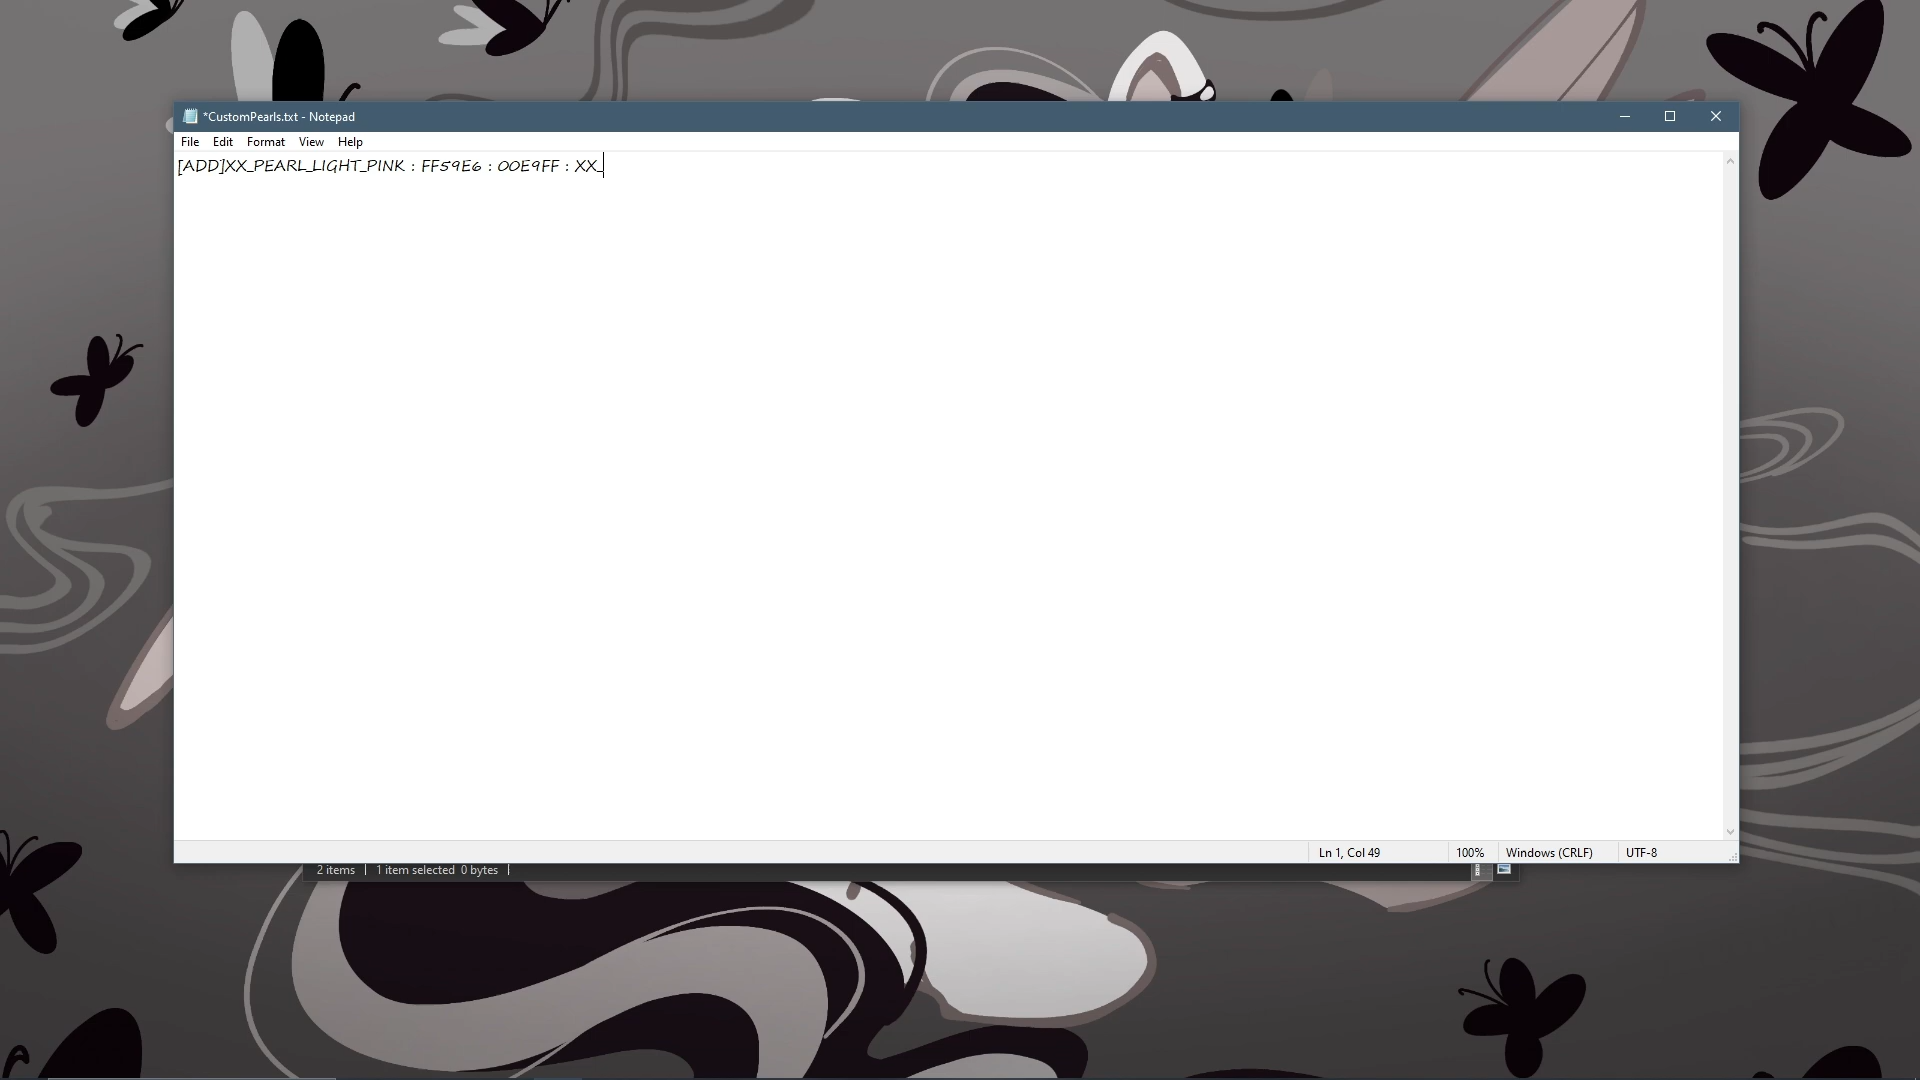 *CustomPearls.txt - Notepad
File Edit Format View Help
[ADD]XX_PEARL_LIGHT_PINK : FF59E6 : 00E9FF : XX_
Ln 1, Col 49 100% Windows (CRLF) UTF-8
2 items 1 item selected 0 bytes